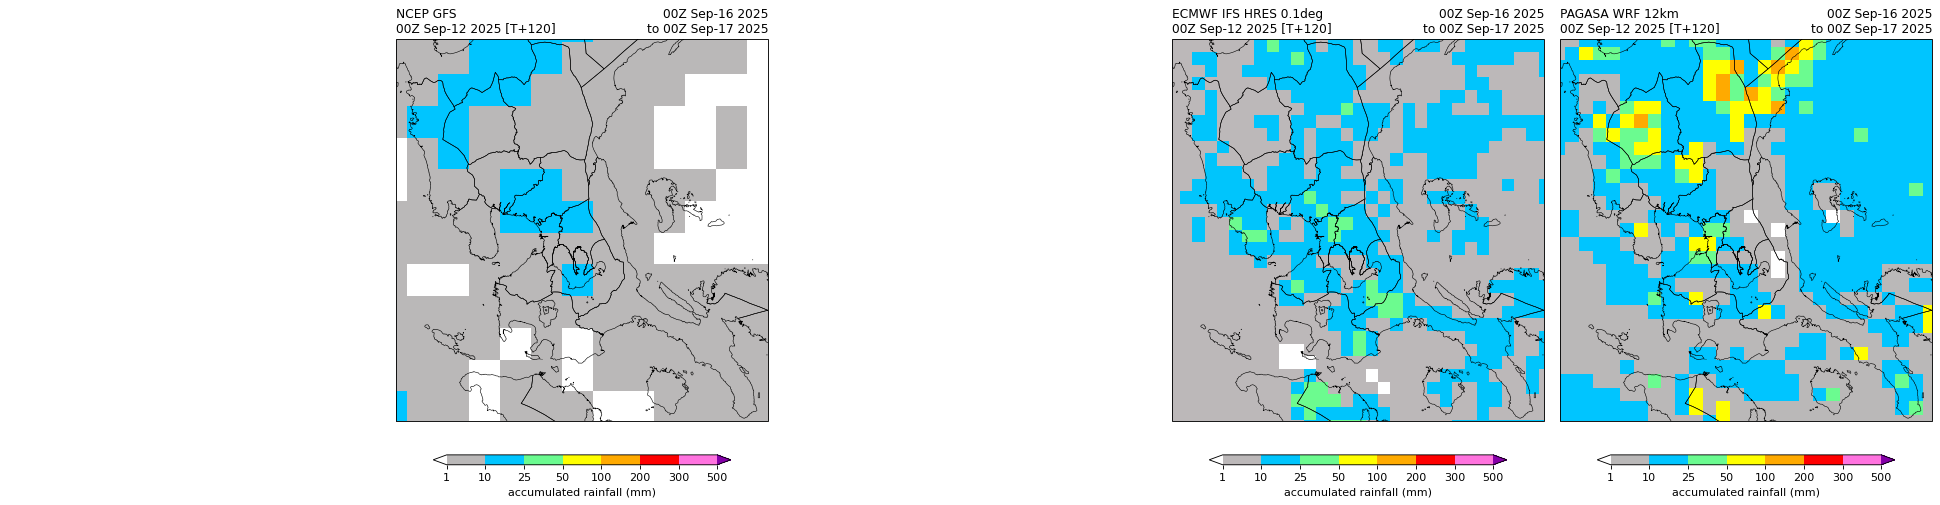 NCEP GFS
00Z Sep-16 2025
00Z Sep-12 2025 [T+120]
to 00Z Sep-17 2025
1 10 25 50 100 200 300 500
accumulated rainfall (mm)
ECMWF IFS HRES 0.1deg
00Z Sep-16 2025
00Z Sep-12 2025 [T+120]
to 00Z Sep-17 2025
1 10 25 50 100 200 300 500
accumulated rainfall (mm)
PAGASA WRF 12km
00Z Sep-16 2025
00Z Sep-12 2025 [T+120]
to 00Z Sep-17 2025
1 10 25 50 100 200 300 500
accumulated rainfall (mm)